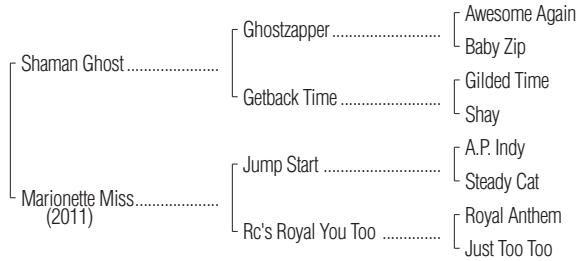 Awesome Again
Ghostzapper
Baby Zip
Shaman Ghost
Gilded Time
Getback Time
Shay
A.P. Indy
Jump Start
Steady Cat
Marionette Miss
(2011)
Royal Anthem
Rc's Royal You Too
Just Too Too